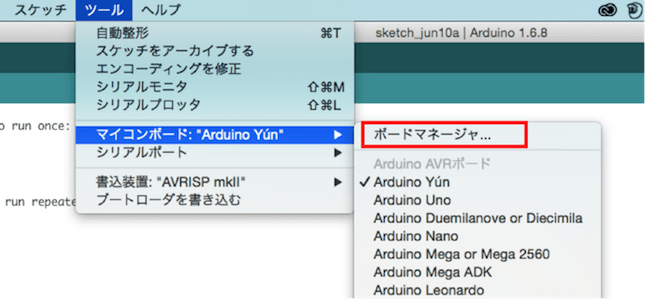 スケッチ ツール ヘルプ
sketch_jun10a | Arduino 1.6.8
自動整形 ⌘T
スケッチをアーカイブする
エンコーディングを修正
シリアルモニタ ⇧⌘M
シリアルプロッタ ⇧⌘L
o run once:
マイコンボード: "Arduino Yún" ▶
シリアルポート ▶
書込装置: "AVRISP mkII" ▶
ブートローダを書き込む
run repeate
ボードマネージャ...
Arduino AVRボード
✓ Arduino Yún
Arduino Uno
Arduino Duemilanove or Diecimila
Arduino Nano
Arduino Mega or Mega 2560
Arduino Mega ADK
Arduino Leonardo